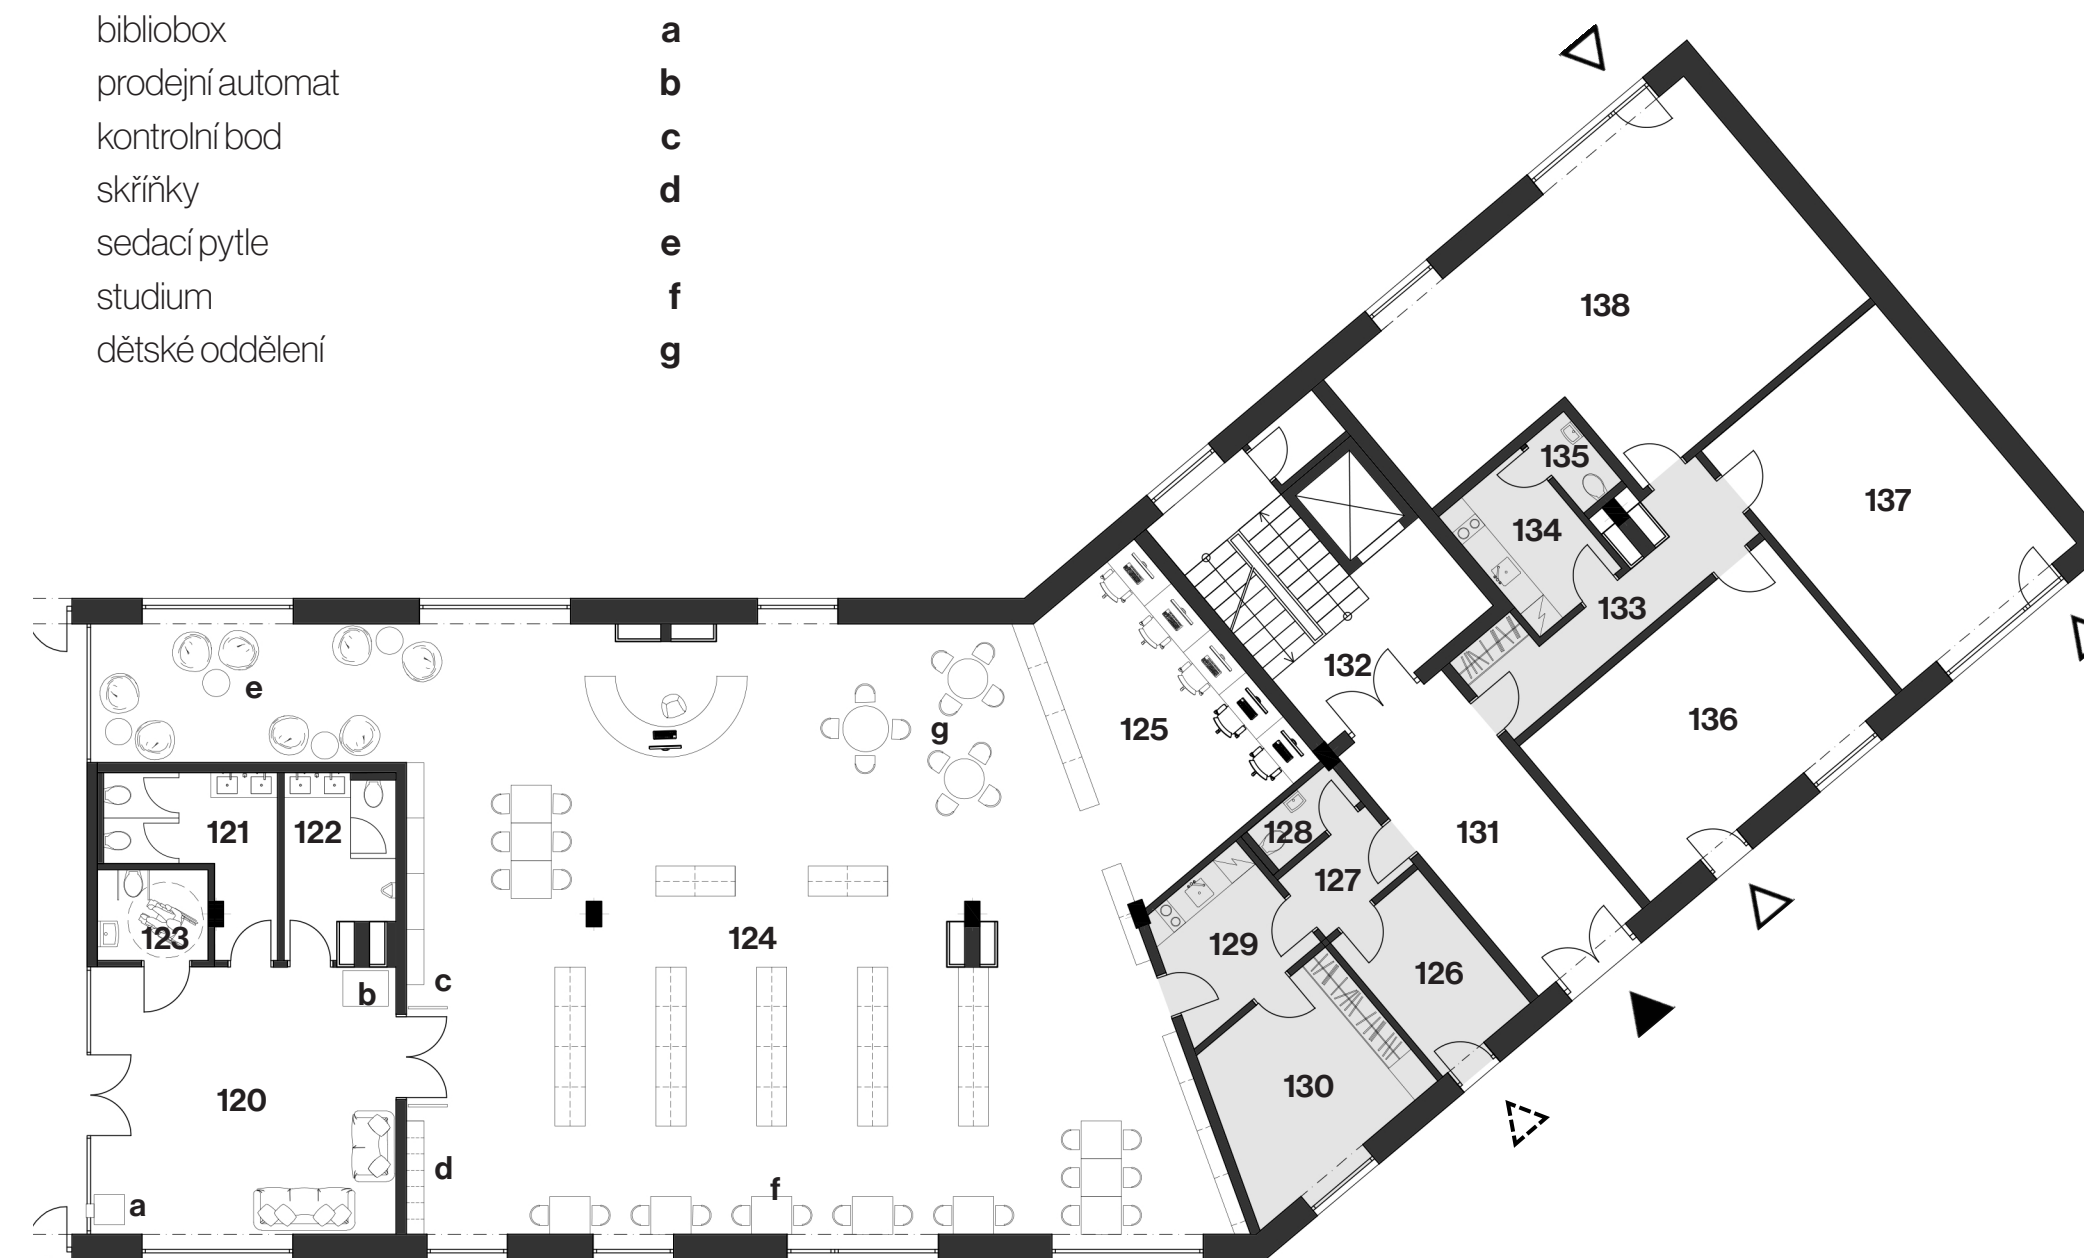 bibliobox a
prodejní automat b
kontrolní bod c
skříňky d
sedací pytle e
studium f
dětské oddělení g
138
135
137
134
133
132
136
e
g
125
121
122
128
131
127
123
124
129
126
c
b
130
120
d
f
a